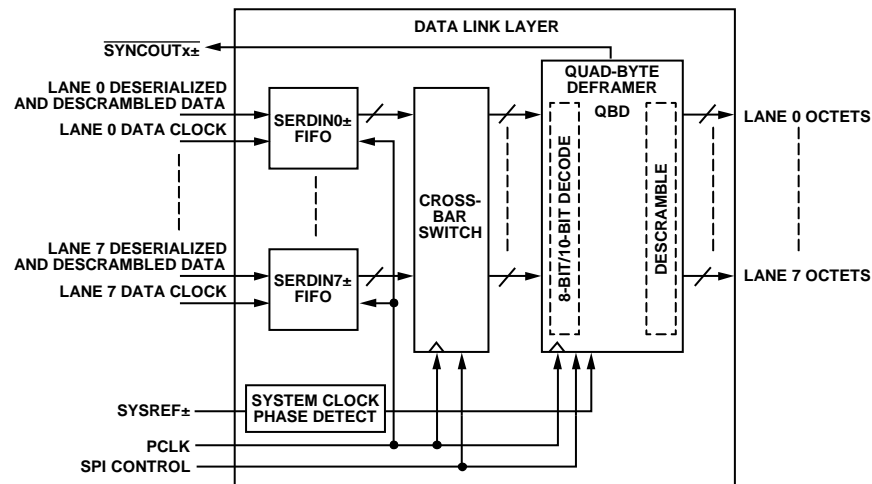 DATA LINK LAYER
SYNCOUTx±
QUAD-BYTE
DEFRAMER
QBD
LANE 0 DESERIALIZED
AND DESCRAMBLED DATA
LANE 0 DATA CLOCK
SERDIN0±
FIFO
LANE 0 OCTETS
CROSS-
BAR
SWITCH
8-BIT/10-BIT DECODE
DESCRAMBLE
LANE 7 DESERIALIZED
AND DESCRAMBLED DATA
LANE 7 DATA CLOCK
SERDIN7±
FIFO
LANE 7 OCTETS
SYSREF±
SYSTEM CLOCK
PHASE DETECT
PCLK
SPI CONTROL